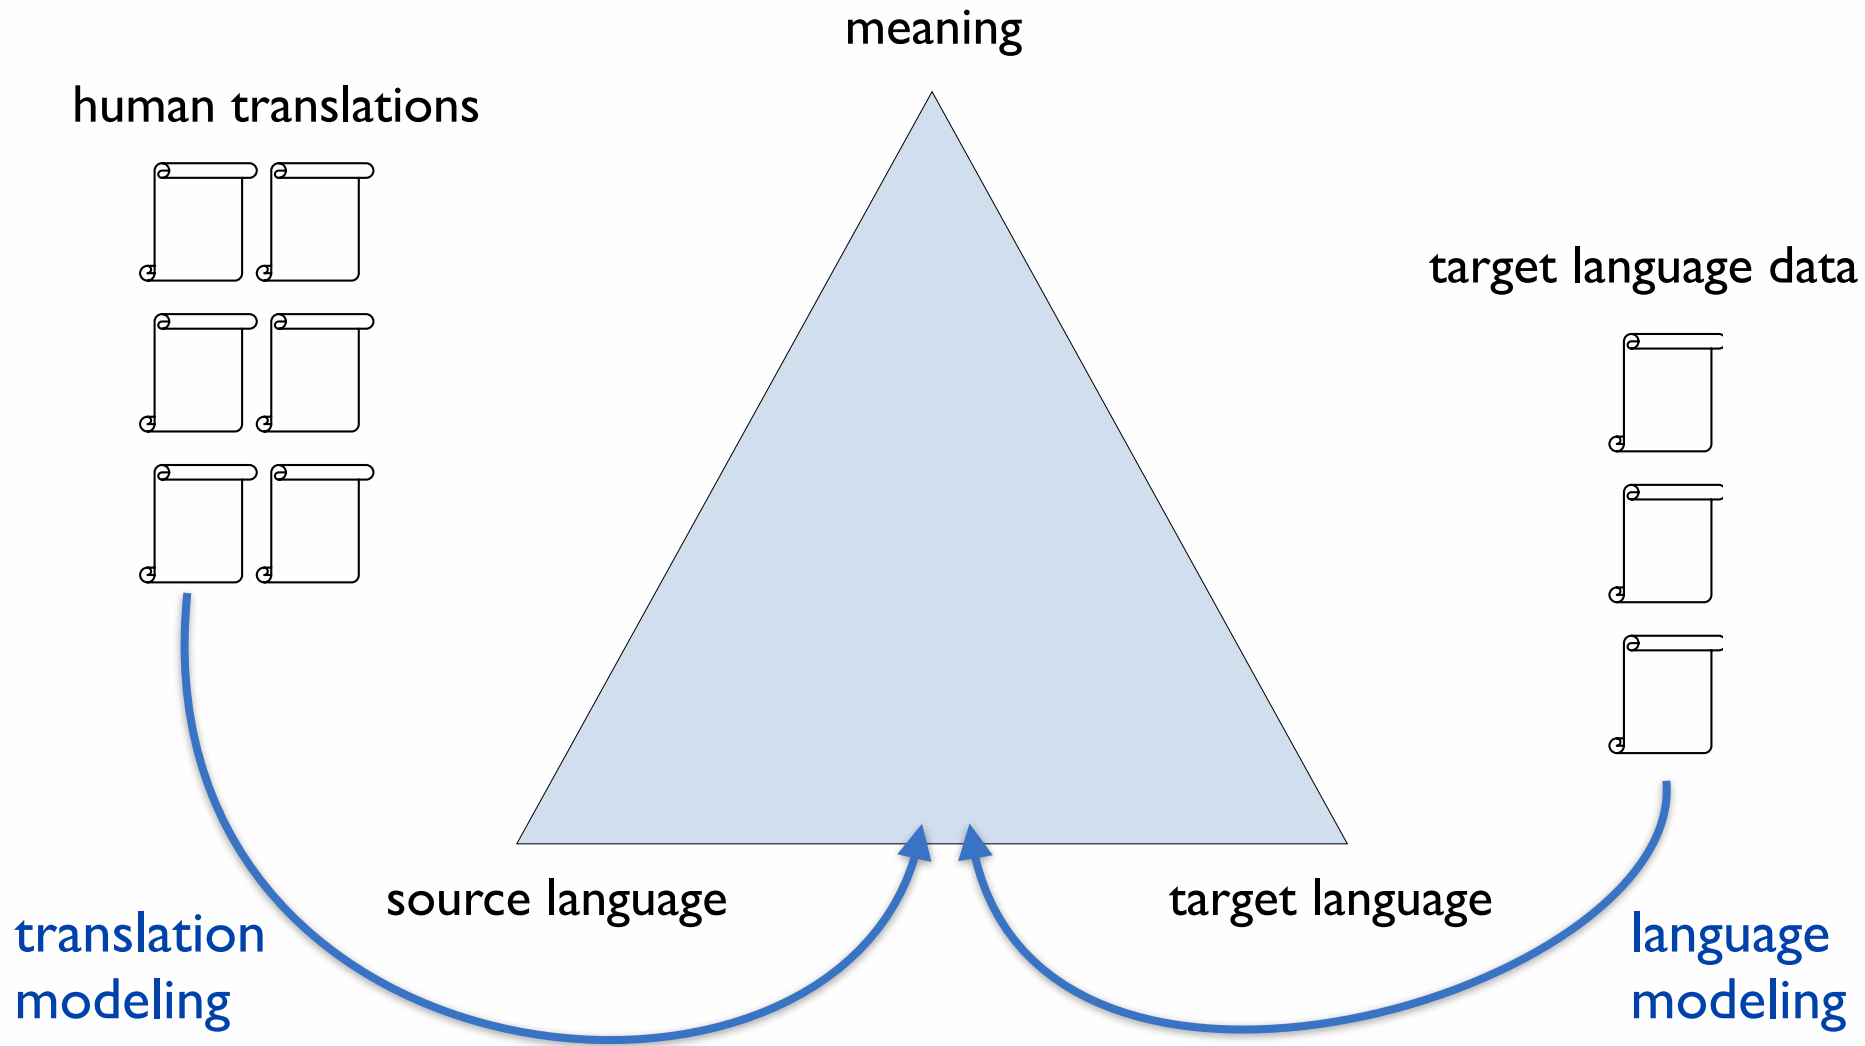 meaning
human translations
target language data
source language
target language
translation
modeling
language
modeling